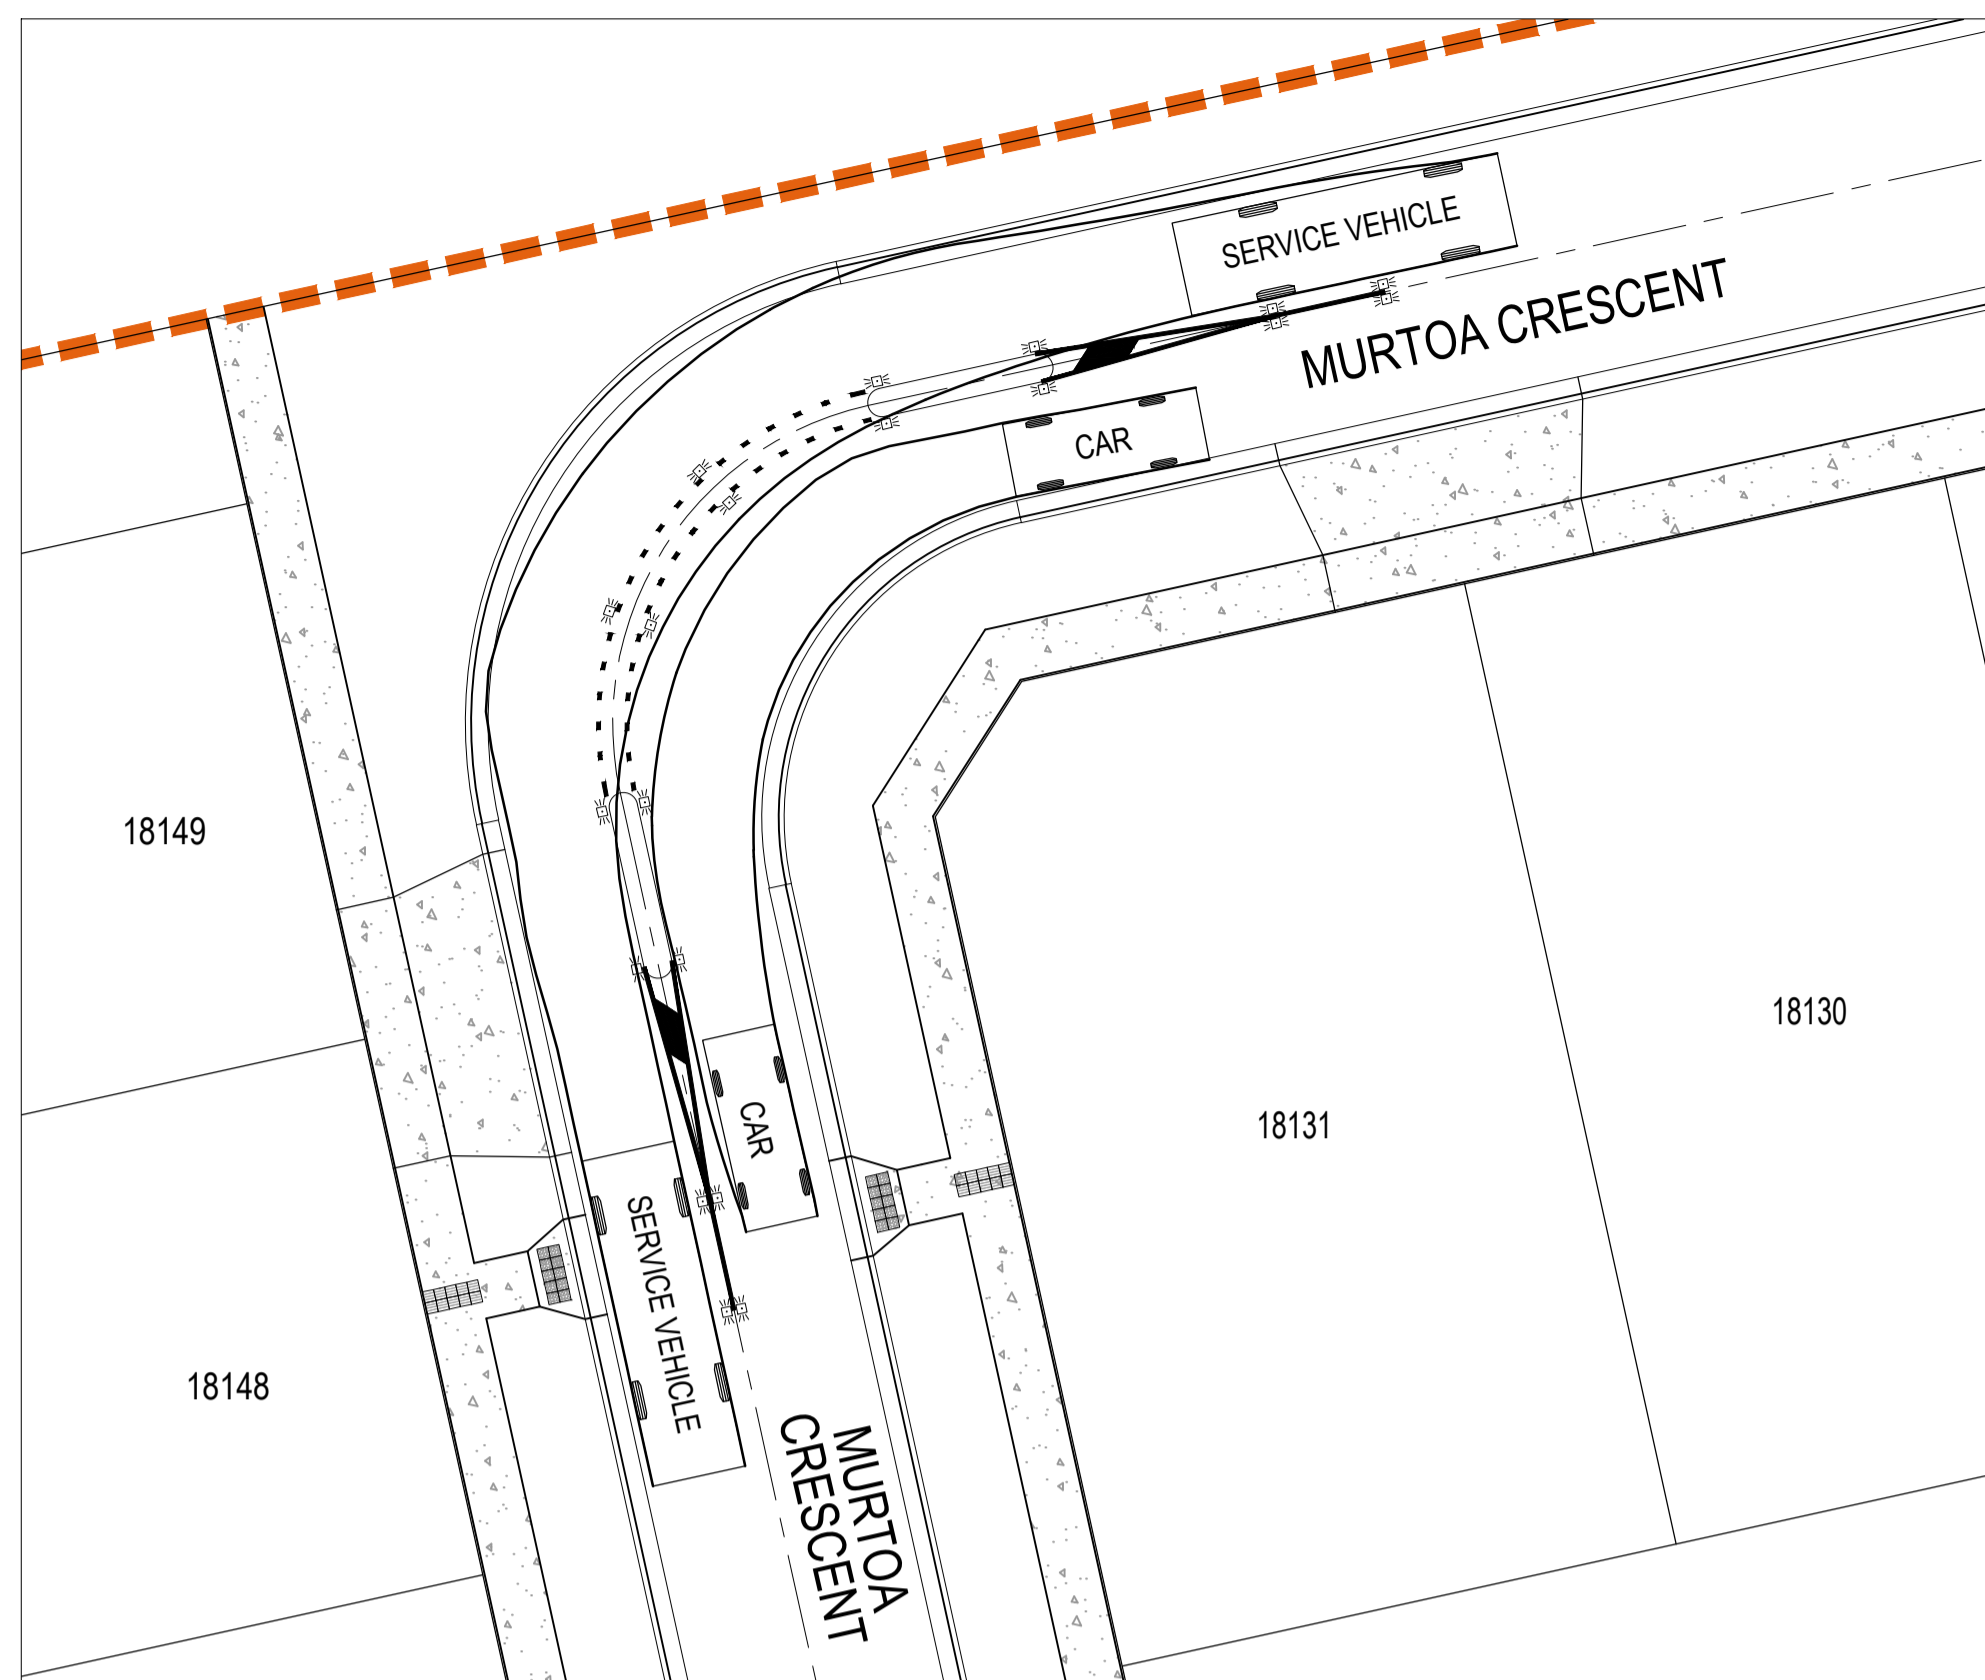 SERVICE VEHICLE
MURTOA CRESCENT
CAR
18149
18130
18131
CAR
SERVICE VEHICLE
18148
MURTOA
CRESCENT